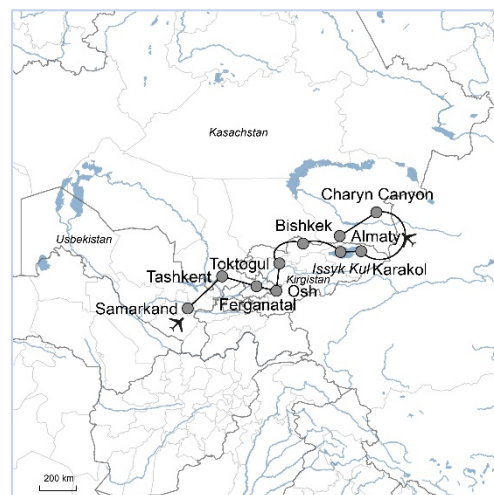 Kasachstan
Charyn Canyon
Bishkek
Almaty
Usbekistan
Toktogul
Issyk Kul
Karakol
Tashkent
Kirgistan
Osh
Ferganatal
Samarkand
200 km